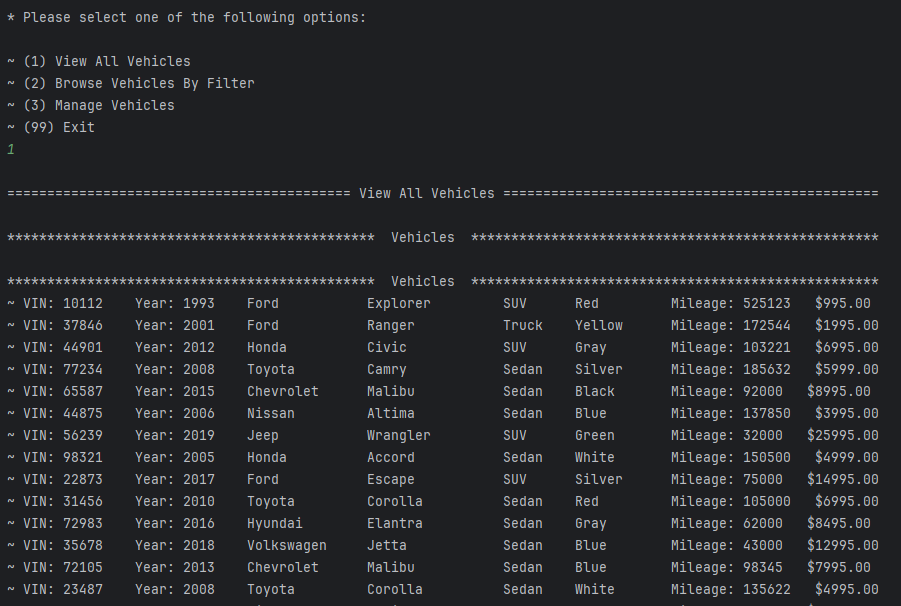 * Please select one of the following options:
~ (1) View All Vehicles
~ (2) Browse Vehicles By Filter
~ (3) Manage Vehicles
~ (99) Exit
1
=========================================== View All Vehicles ===============================================
**********************************************  Vehicles  ***************************************************
**********************************************  Vehicles  ***************************************************
~ VIN: 10112    Year: 1993    Ford           Explorer         SUV      Red         Mileage: 525123   $995.00
~ VIN: 37846    Year: 2001    Ford           Ranger           Truck    Yellow      Mileage: 172544   $1995.00
~ VIN: 44901    Year: 2012    Honda          Civic            SUV      Gray        Mileage: 103221   $6995.00
~ VIN: 77234    Year: 2008    Toyota         Camry            Sedan    Silver      Mileage: 185632   $5999.00
~ VIN: 65587    Year: 2015    Chevrolet      Malibu           Sedan    Black       Mileage: 92000   $8995.00
~ VIN: 44875    Year: 2006    Nissan         Altima           Sedan    Blue        Mileage: 137850   $3995.00
~ VIN: 56239    Year: 2019    Jeep           Wrangler         SUV      Green       Mileage: 32000   $25995.00
~ VIN: 98321    Year: 2005    Honda          Accord           Sedan    White       Mileage: 150500   $4999.00
~ VIN: 22873    Year: 2017    Ford           Escape           SUV      Silver      Mileage: 75000   $14995.00
~ VIN: 31456    Year: 2010    Toyota         Corolla          Sedan    Red         Mileage: 105000   $6995.00
~ VIN: 72983    Year: 2016    Hyundai        Elantra          Sedan    Gray        Mileage: 62000   $8495.00
~ VIN: 35678    Year: 2018    Volkswagen     Jetta            Sedan    Blue        Mileage: 43000   $12995.00
~ VIN: 72105    Year: 2013    Chevrolet      Malibu           Sedan    Blue        Mileage: 98345   $7995.00
~ VIN: 23487    Year: 2008    Toyota         Corolla          Sedan    White       Mileage: 135622   $4995.00